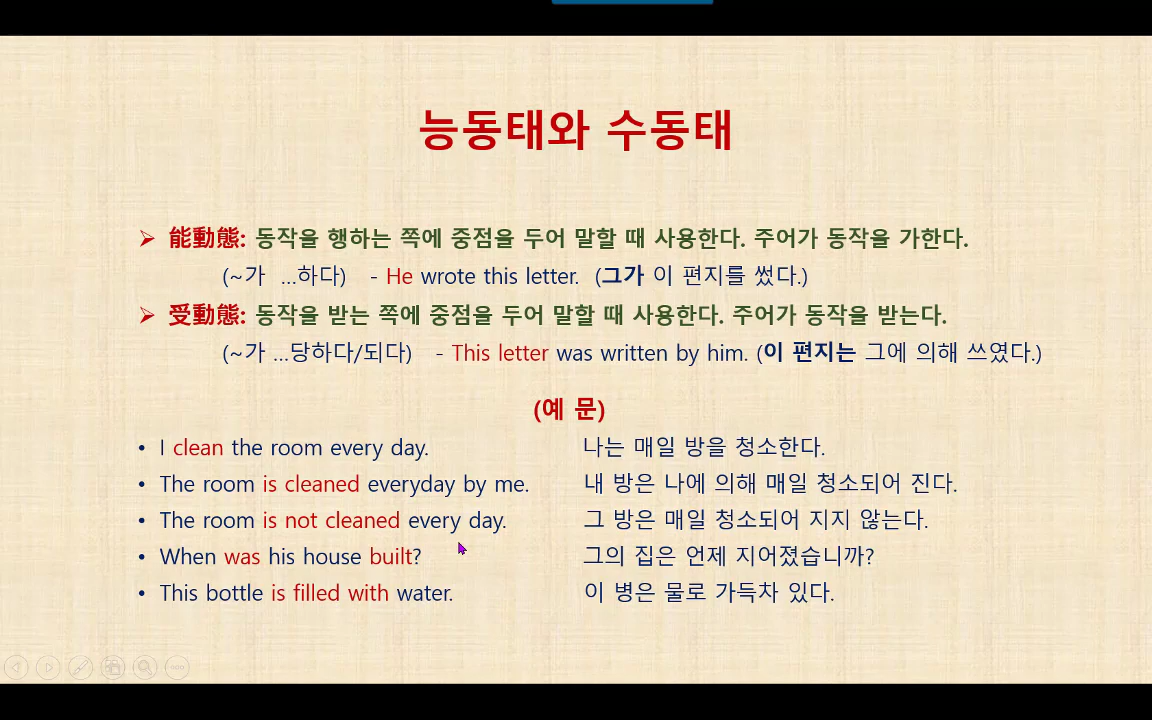 능동태와 수동태
➢ 能動態: 동작을 행하는 쪽에 중점을 두어 말할 때 사용한다. 주어가 동작을 가한다.
(~가 …하다) - He wrote this letter. (그가 이 편지를 썼다.)
➢ 受動態: 동작을 받는 쪽에 중점을 두어 말할 때 사용한다. 주어가 동작을 받는다.
(~가 …당하다/되다) - This letter was written by him. (이 편지는 그에 의해 쓰였다.)
(예 문)
• I clean the room every day. 나는 매일 방을 청소한다.
• The room is cleaned everyday by me. 내 방은 나에 의해 매일 청소되어 진다.
• The room is not cleaned every day. 그 방은 매일 청소되어 지지 않는다.
• When was his house built? 그의 집은 언제 지어졌습니까?
• This bottle is filled with water. 이 병은 물로 가득차 있다.